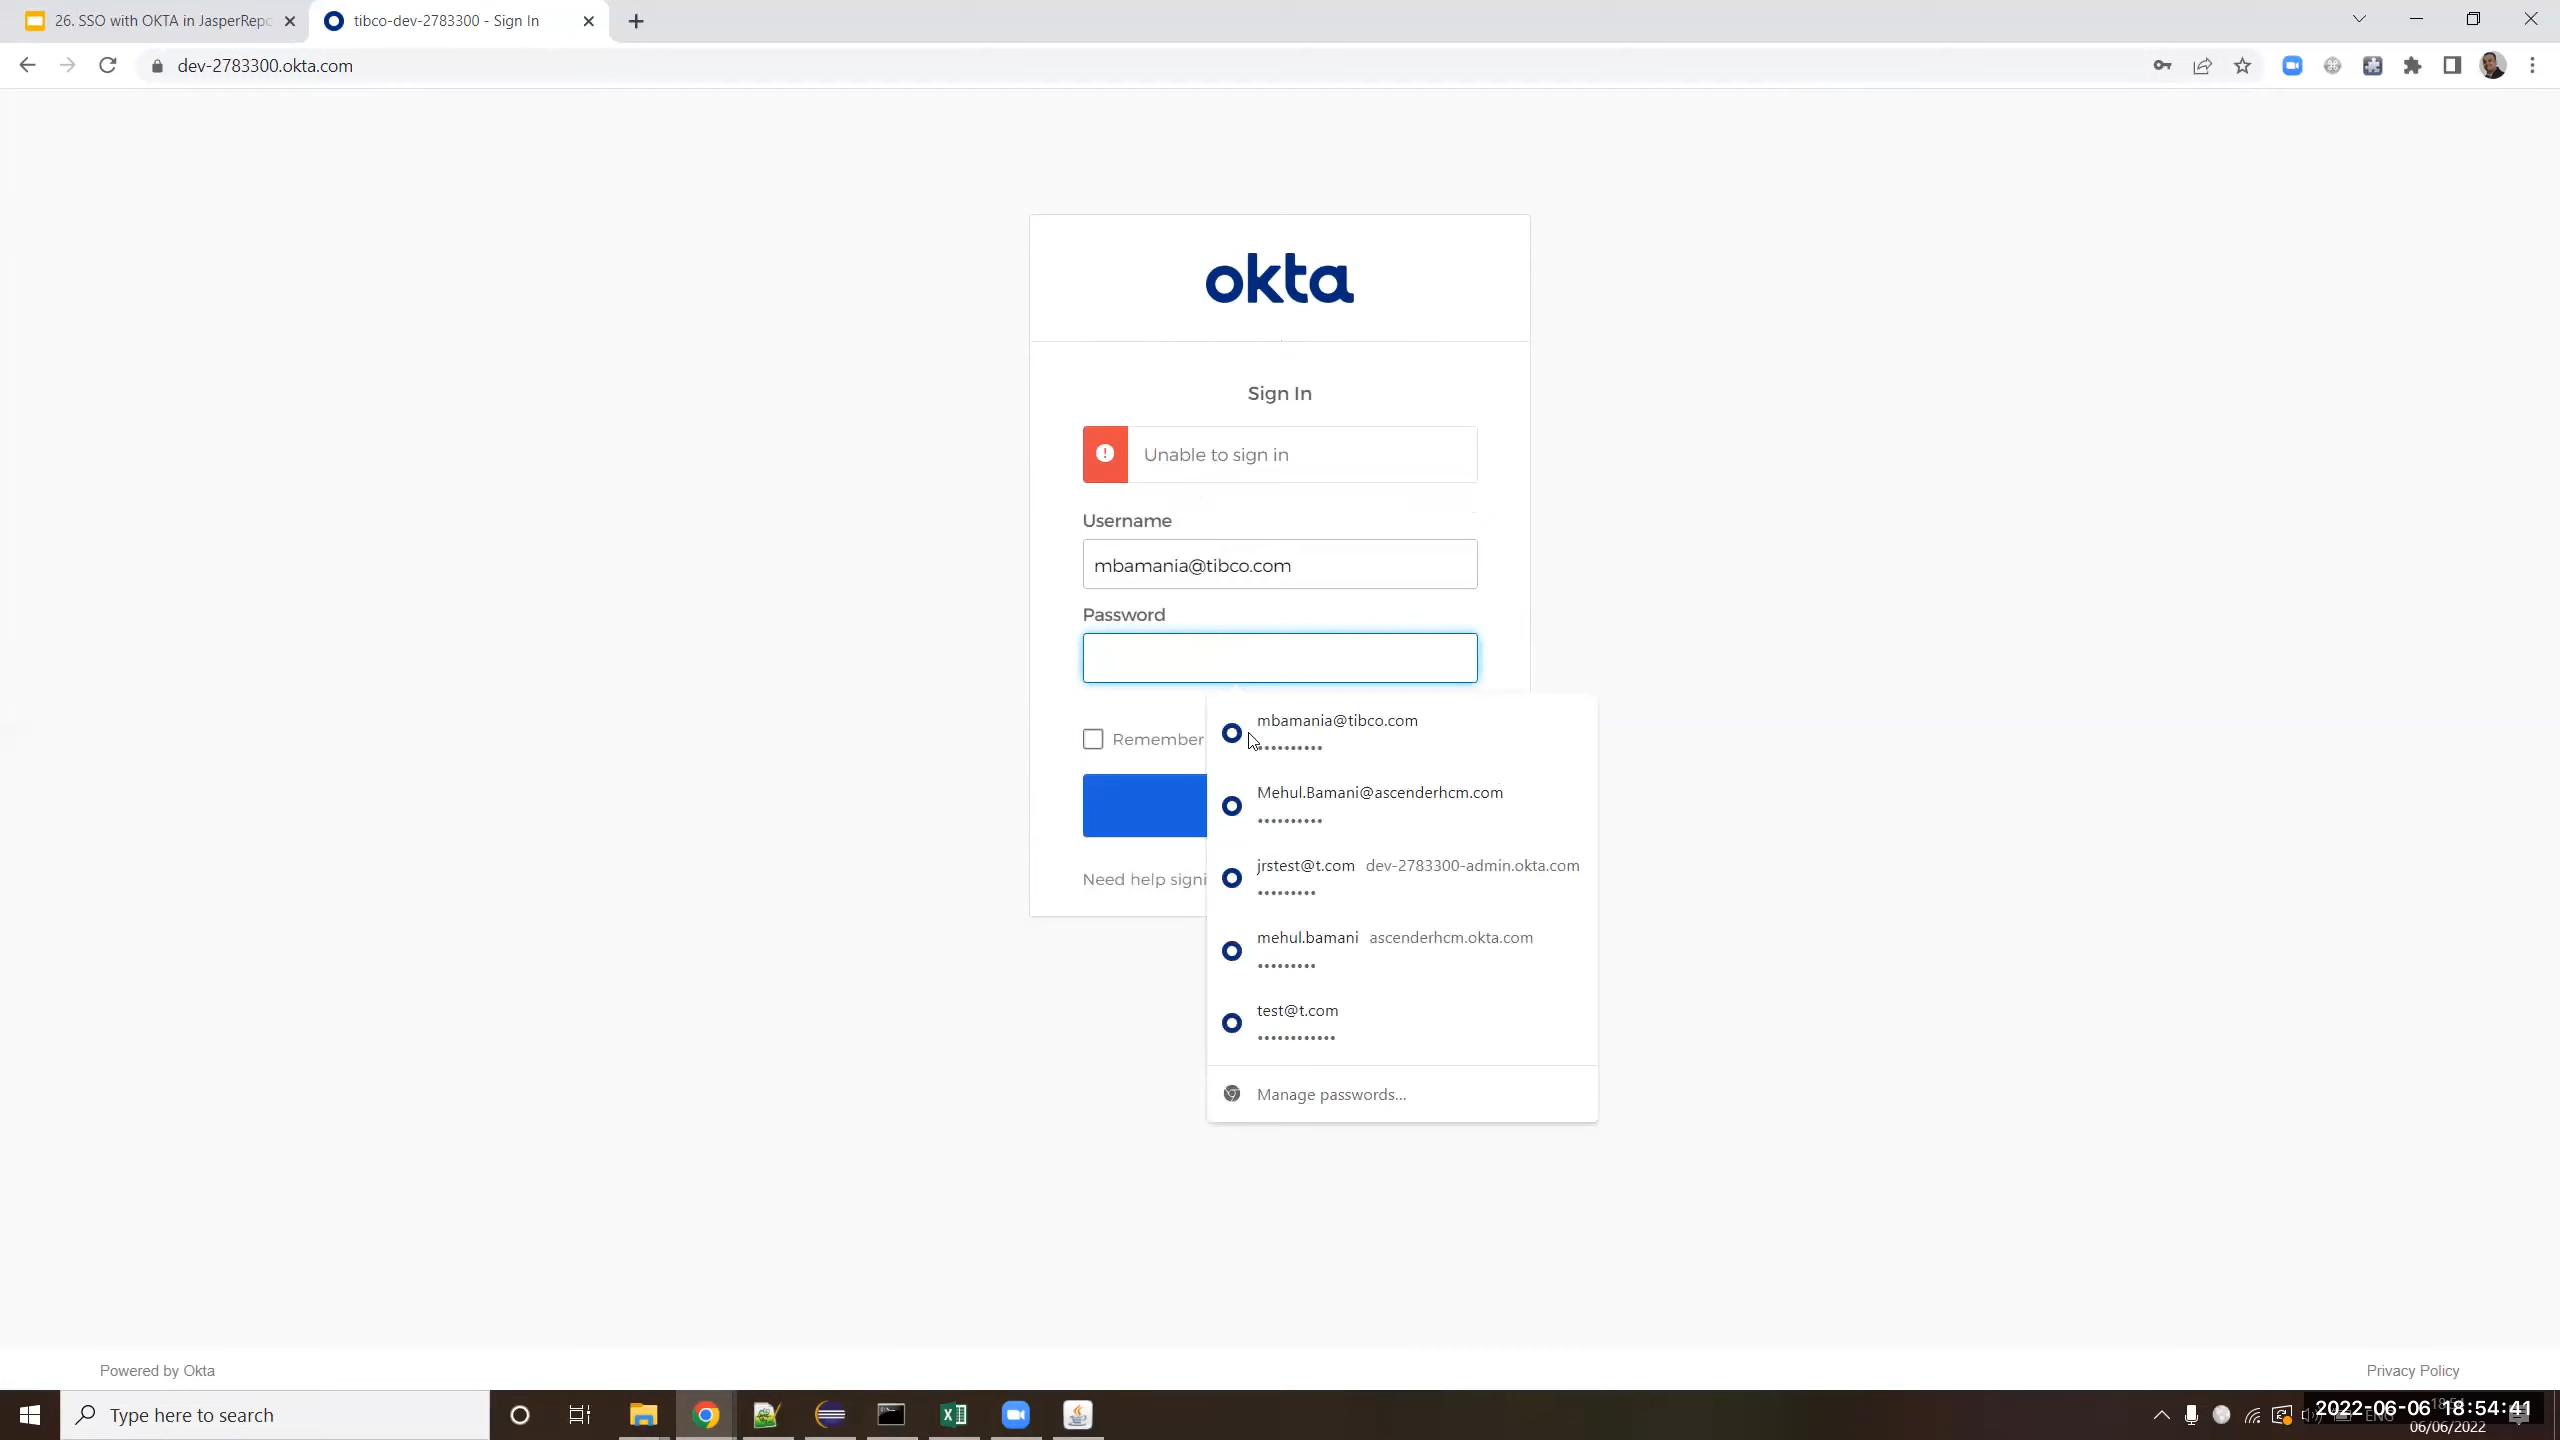 26. SSO with OKTA in JasperRepo
tibco-dev-2783300 - Sign In
dev-2783300.okta.com
okta
Sign In
Unable to sign in
Username
mbamania@tibco.com
Password
mbamania@tibco.com
••••••••••
Remember
Mehul.Bamani@ascenderhcm.com
••••••••••
jrstest@t.com dev-2783300-admin.okta.com
•••••••••
Need help signi
mehul.bamani ascenderhcm.okta.com
•••••••••
test@t.com
••••••••••••
Manage passwords...
Powered by Okta
Privacy Policy
Type here to search
ENG
2022-06-06 18:54:41
06/06/2022